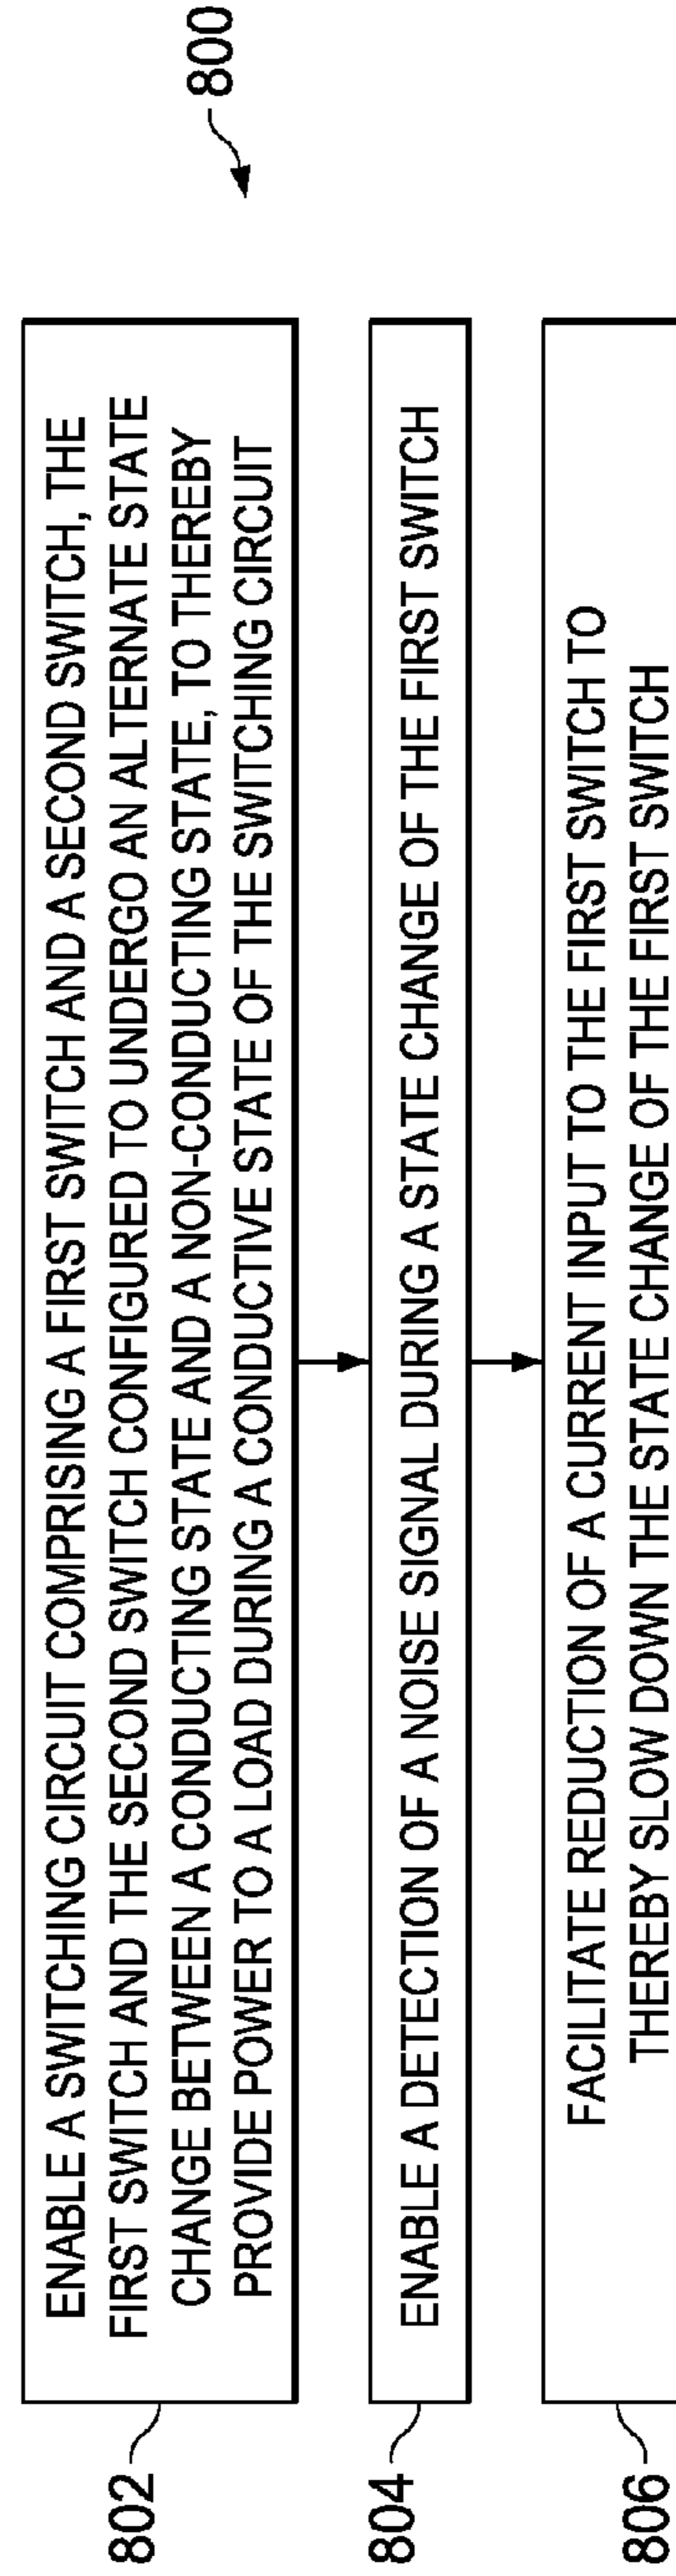 800
802
ENABLE A SWITCHING CIRCUIT COMPRISING A FIRST SWITCH AND A SECOND SWITCH, THE
FIRST SWITCH AND THE SECOND SWITCH CONFIGURED TO UNDERGO AN ALTERNATE STATE
CHANGE BETWEEN A CONDUCTING STATE AND A NON-CONDUCTING STATE, TO THEREBY
PROVIDE POWER TO A LOAD DURING A CONDUCTIVE STATE OF THE SWITCHING CIRCUIT
804
ENABLE A DETECTION OF A NOISE SIGNAL DURING A STATE CHANGE OF THE FIRST SWITCH
806
FACILITATE REDUCTION OF A CURRENT INPUT TO THE FIRST SWITCH TO
THEREBY SLOW DOWN THE STATE CHANGE OF THE FIRST SWITCH